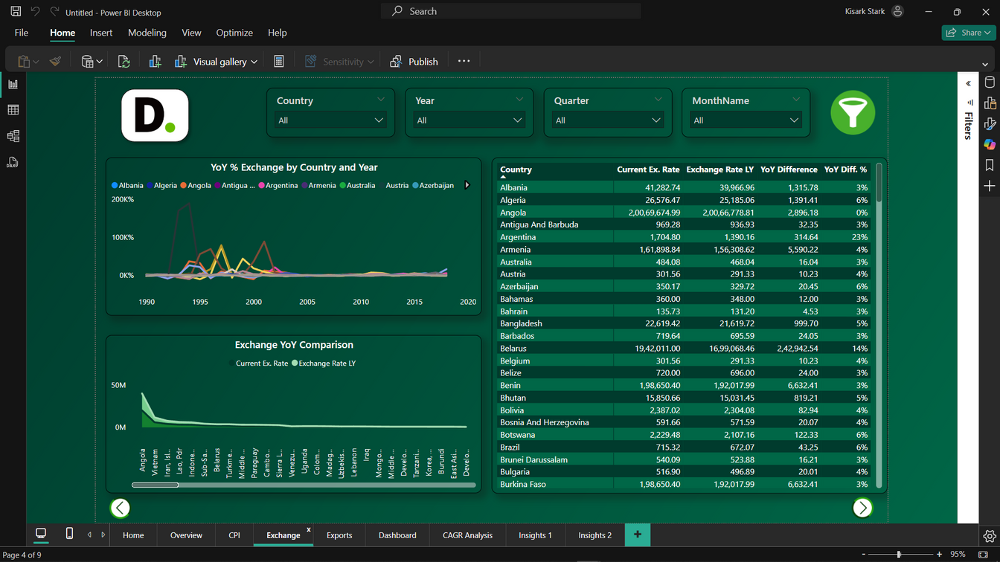 Untitled - Power BI Desktop
Search
Kisark Stark
File Home Insert Modeling View Optimize Help
Share
Visual gallery
Sensitivity
Publish
D.
Country
All
Year
All
Quarter
All
MonthName
All
Filters
YoY % Exchange by Country and Year
Albania Algeria Angola Antigua ... Argentina Armenia Australia Austria Azerbaijan
200K%
100K%
0K%
1990 1995 2000 2005 2010 2015 2020
Exchange YoY Comparison
Current Ex. Rate Exchange Rate LY
50M
0M
Angola
Vietnam
Iran, Isl...
Lao, Pdr
Indone...
Sub-Sa...
Belarus
Turkme...
Middle ...
Paraguay
Cambo...
Sierra L...
Venezu...
Uganda
Colom...
Madag...
Uzbekis...
Lebanon
Iraq
Mongo...
Middle ...
Develo...
Tanzani...
Korea, ...
Burundi
East Asi...
Develo...
Country Current Ex. Rate Exchange Rate LY YoY Difference YoY Diff. %
Albania 41,282.74 39,966.96 1,315.78 3%
Algeria 26,576.47 25,185.06 1,391.41 6%
Angola 2,00,69,674.99 2,00,66,778.81 2,896.18 0%
Antigua And Barbuda 969.28 936.93 32.35 3%
Argentina 1,704.80 1,390.16 314.64 23%
Armenia 1,61,898.84 1,56,308.62 5,590.22 4%
Australia 484.08 468.04 16.04 3%
Austria 301.56 291.33 10.23 4%
Azerbaijan 350.17 329.72 20.45 6%
Bahamas 360.00 348.00 12.00 3%
Bahrain 135.73 131.20 4.53 3%
Bangladesh 22,619.42 21,619.72 999.70 5%
Barbados 719.64 695.59 24.05 3%
Belarus 19,42,011.00 16,99,068.46 2,42,942.54 14%
Belgium 301.56 291.33 10.23 4%
Belize 720.00 696.00 24.00 3%
Benin 1,98,650.40 1,92,017.99 6,632.41 3%
Bhutan 15,850.66 15,031.45 819.21 5%
Bolivia 2,387.02 2,304.08 82.94 4%
Bosnia And Herzegovina 591.66 571.59 20.07 4%
Botswana 2,229.48 2,107.16 122.33 6%
Brazil 715.32 672.07 43.25 6%
Brunei Darussalam 540.09 523.88 16.21 3%
Bulgaria 516.90 496.89 20.01 4%
Burkina Faso 1,98,650.40 1,92,017.99 6,632.41 3%
Home Overview CPI Exchange x Exports Dashboard CAGR Analysis Insights 1 Insights 2 +
Page 4 of 9
- + 95%